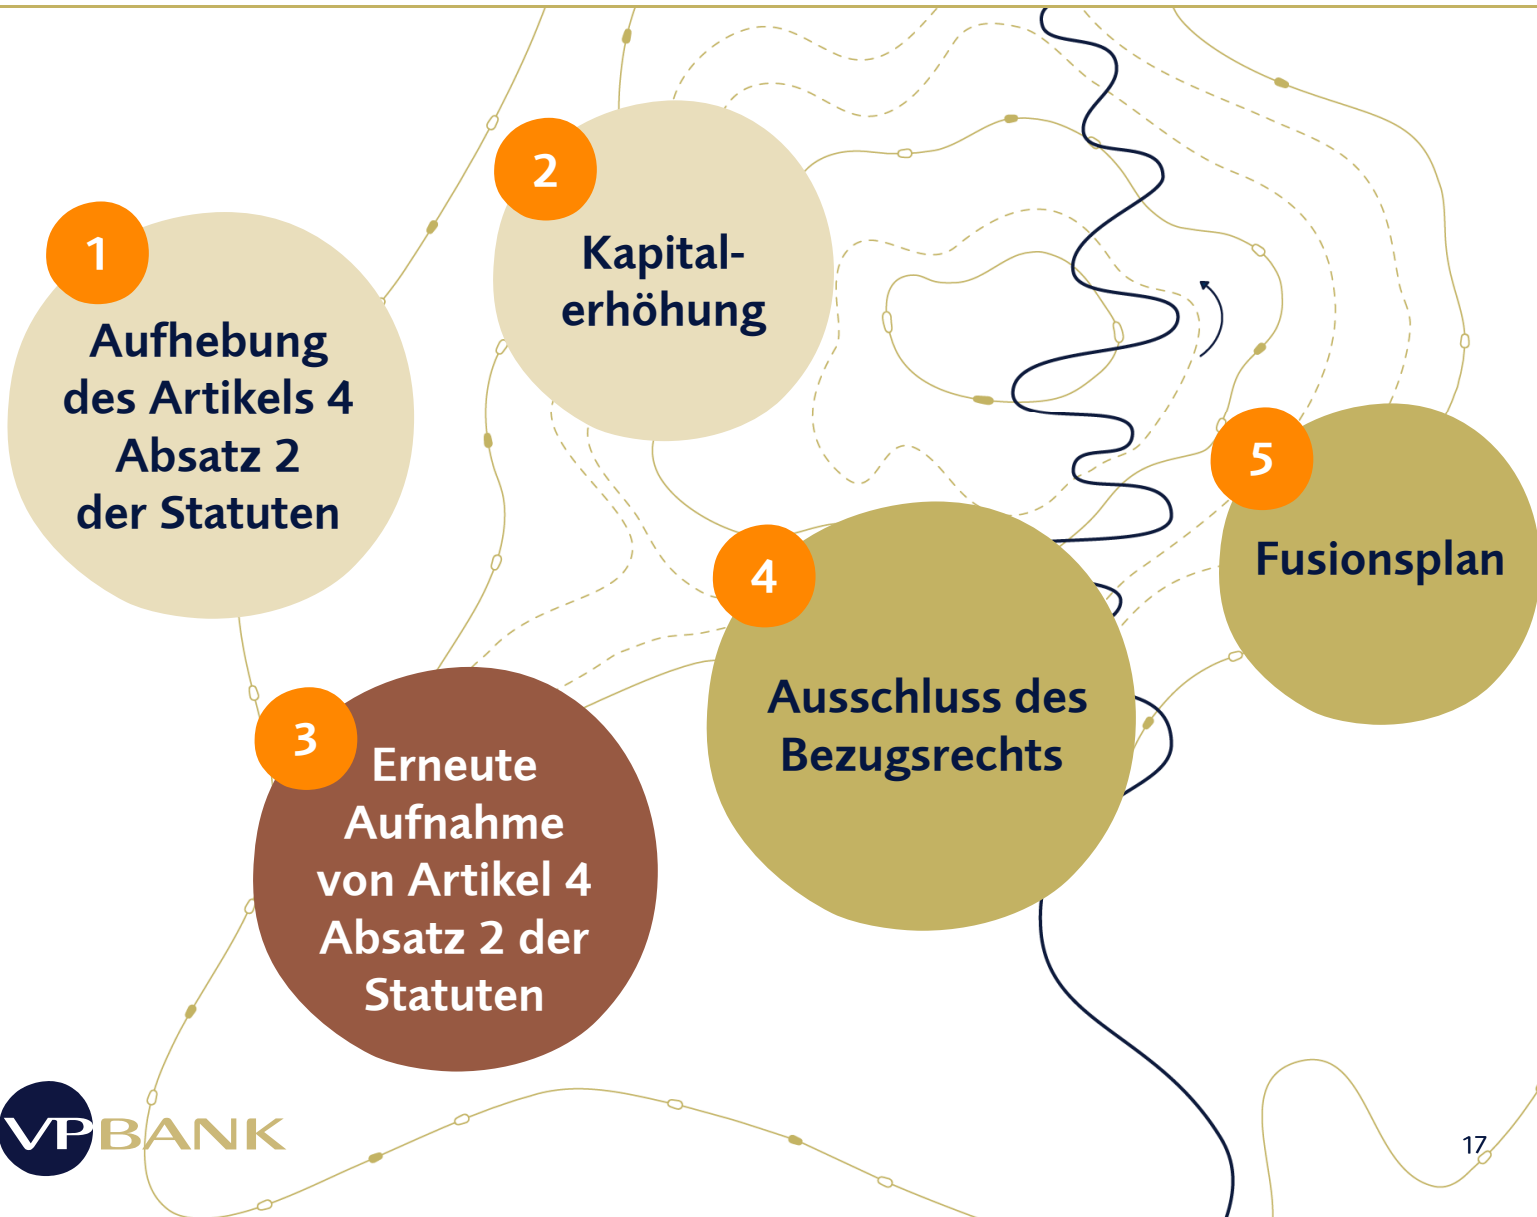 1
Aufhebung
des Artikels 4
Absatz 2
der Statuten
2
Kapital-
erhöhung
3
Erneute
Aufnahme
von Artikel 4
Absatz 2 der
Statuten
4
Ausschluss des
Bezugsrechts
5
Fusionsplan
VPBANK
17